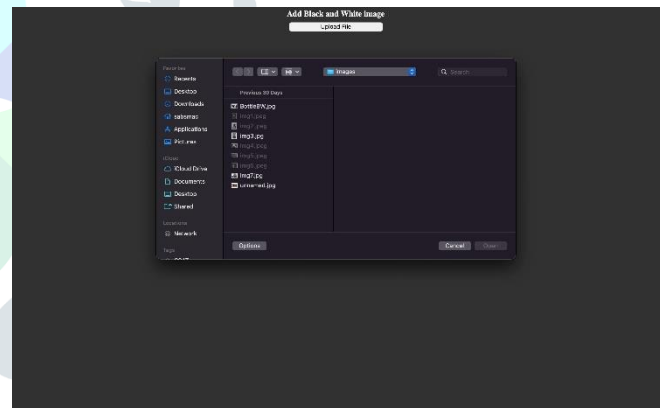 Add Black and White image
Upload File
Favorites
Recents
Desktop
Downloads
Applications
Pictures
iCloud
iCloud Drive
Documents
Desktop
Shared
Locations
Network
Tags
images
Search
Previous 30 Days
BottleBW.jpg
img1.jpeg
img3.jpg
img4.jpeg
img5.jpeg
img6.jpeg
img7.jpg
unnamed.jpg
Options
Cancel
Open